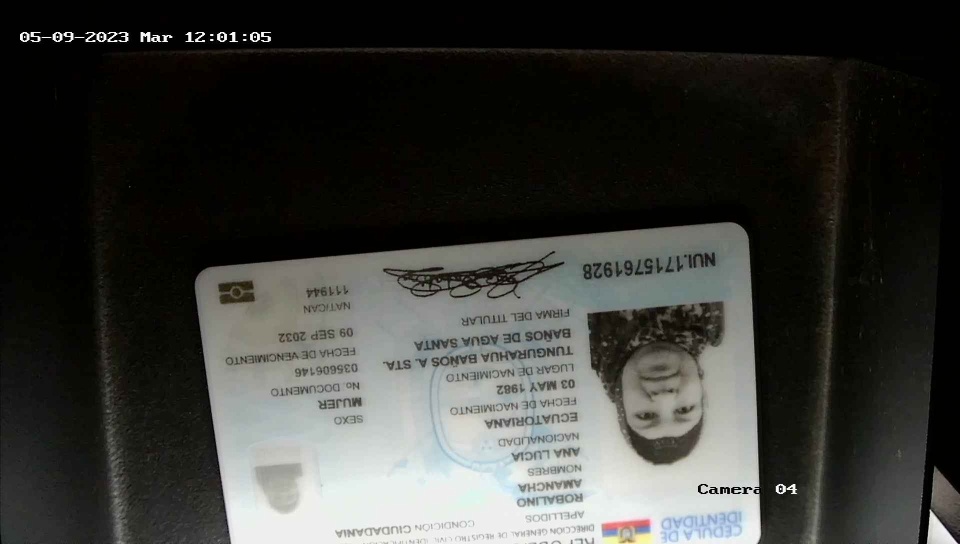 05-09-2023 Mar 12:01:05
CÉDULA DE
IDENTIDAD
DIRECCIÓN GENERAL DE REGISTRO CIVIL, IDENTIFICACIÓN
APELLIDOS
CONDICIÓN CIUDADANÍA
ROBALINO
AMANCHA
NOMBRES
ANA LUCIA
NACIONALIDAD
ECUATORIANA
FECHA DE NACIMIENTO
03 MAY 1982
LUGAR DE NACIMIENTO
TUNGURAHUA BAÑOS A. STA.
BAÑOS DE AGUA SANTA
FIRMA DEL TITULAR
SEXO
MUJER
No. DOCUMENTO
035606146
FECHA DE VENCIMIENTO
09 SEP 2032
NAT/CAN
111944
NUI.1715761928
Camera 04